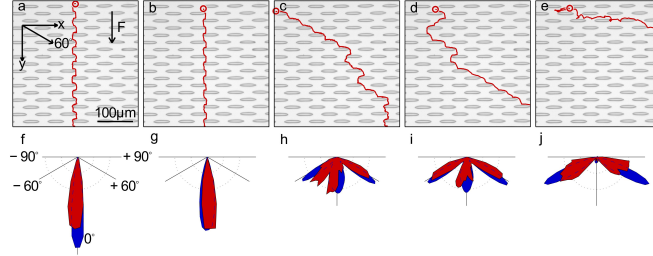 a b c d e
x F
60°
y
100µm
f g h i j
− 90° + 90°
− 60° + 60°
0°